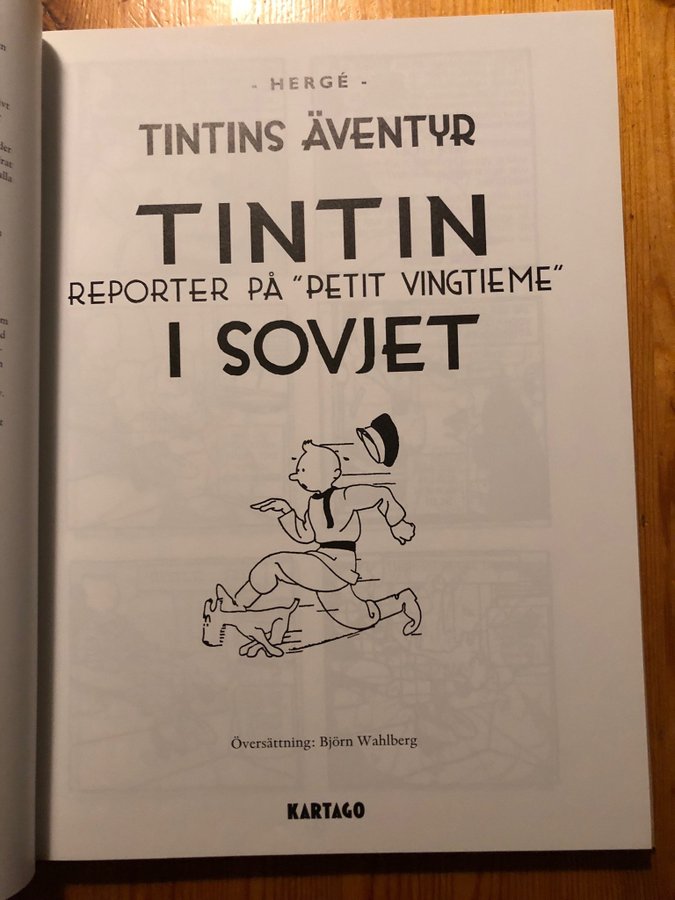 - HERGÉ -
TINTINS ÄVENTYR
TINTIN
REPORTER PÅ "PETIT VINGTIEME"
I SOVJET
Översättning: Björn Wahlberg
KARTAGO